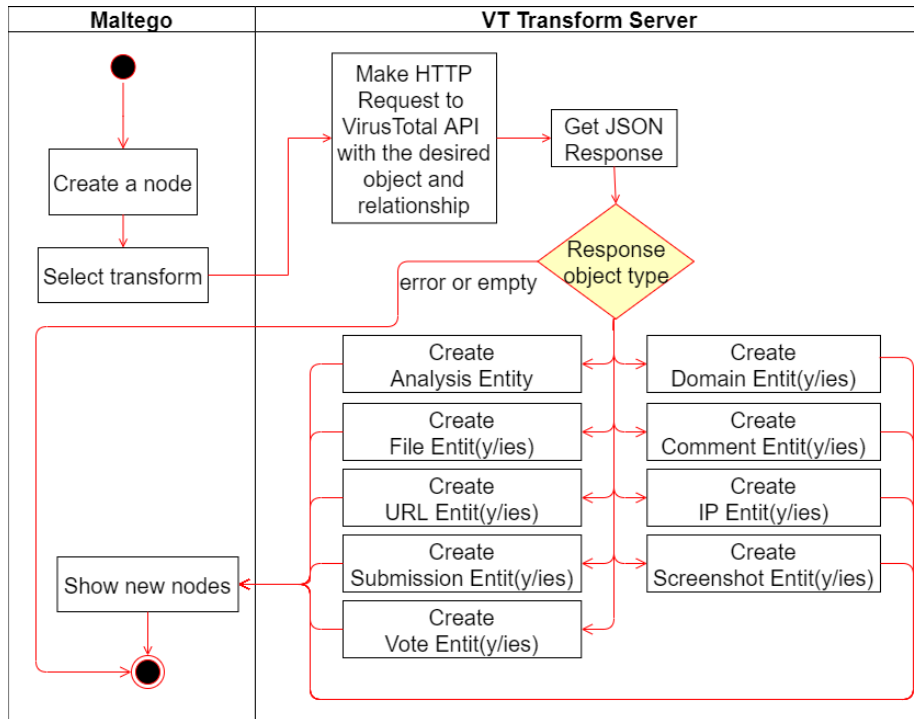 Maltego
VT Transform Server
Create a node
Select transform
Make HTTP
Request to
VirusTotal API
with the desired
object and
relationship
Get JSON
Response
Response
object type
error or empty
Create
Analysis Entity
Create
Domain Entit(y/ies)
Create
File Entit(y/ies)
Create
Comment Entit(y/ies)
Create
URL Entit(y/ies)
Create
IP Entit(y/ies)
Create
Submission Entit(y/ies)
Create
Screenshot Entit(y/ies)
Create
Vote Entit(y/ies)
Show new nodes